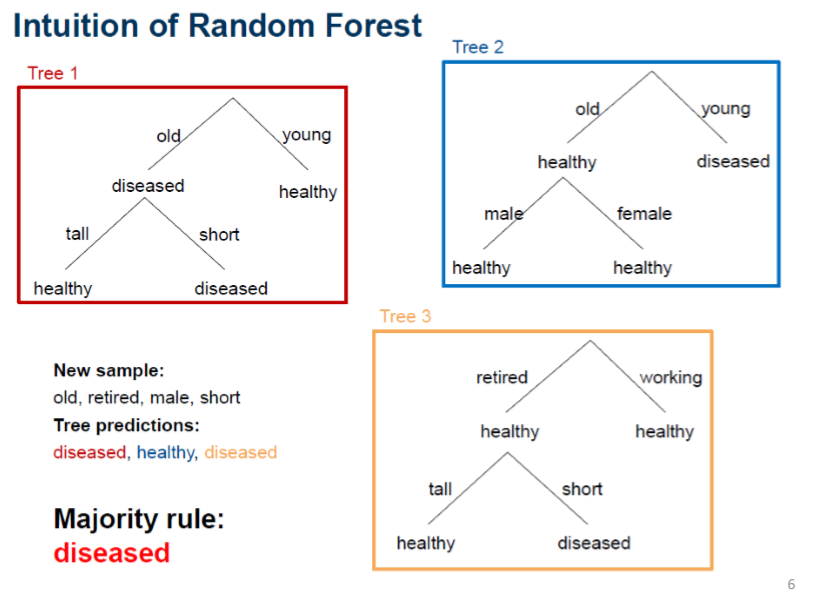 Intuition of Random Forest
Tree 1
old
young
diseased
healthy
tall
short
healthy
diseased
Tree 2
old
young
healthy
diseased
male
female
healthy
healthy
New sample:
old, retired, male, short
Tree predictions:
diseased, healthy, diseased
Majority rule:
diseased
Tree 3
retired
working
healthy
healthy
tall
short
healthy
diseased
6